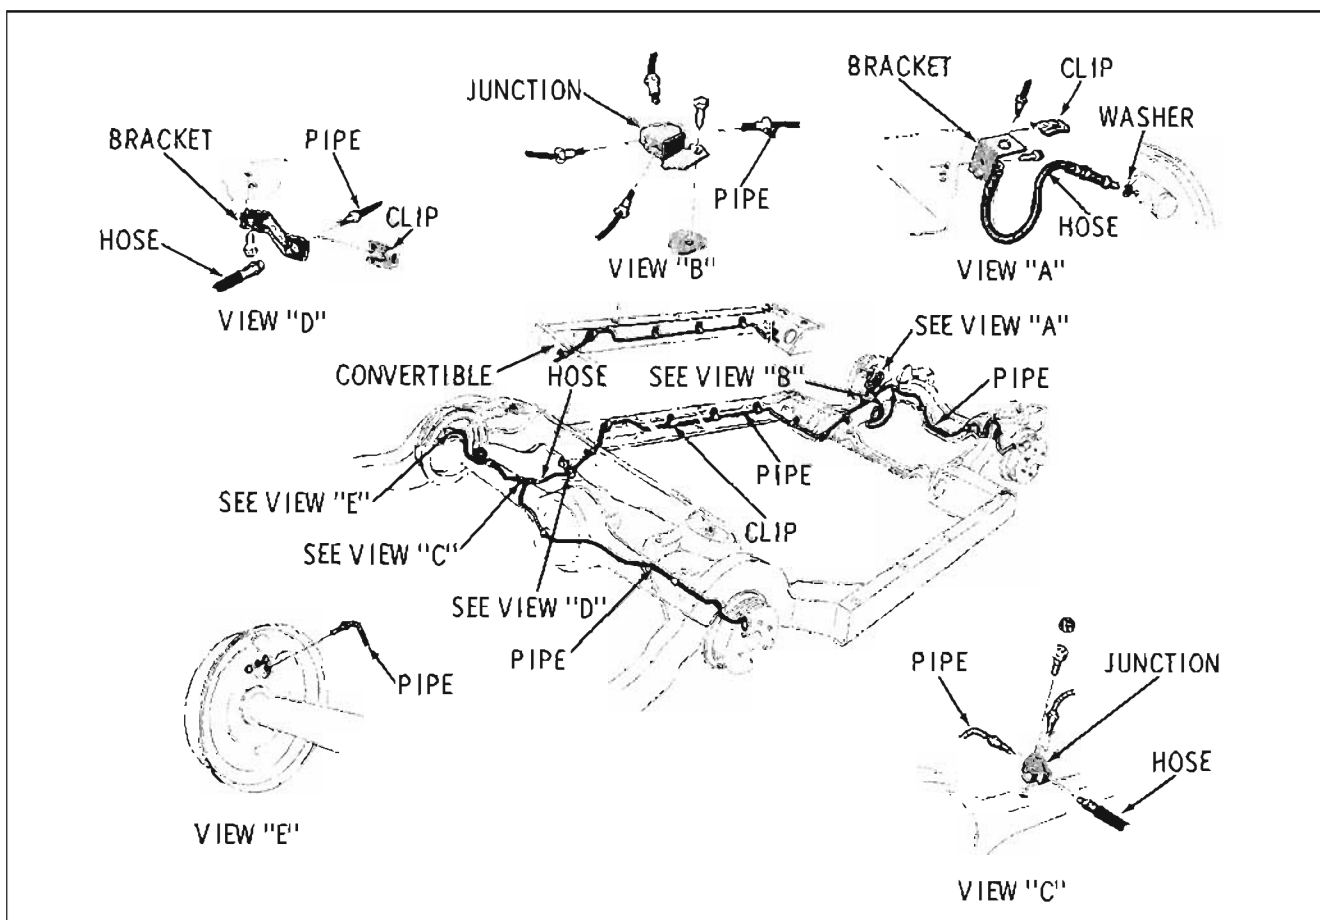 BRACKET
PIPE
HOSE
CLIP
VIEW "D"
JUNCTION
PIPE
VIEW "B"
BRACKET
CLIP
WASHER
HOSE
VIEW "A"
CONVERTIBLE
HOSE
SEE VIEW "B"
SEE VIEW "A"
PIPE
SEE VIEW "E"
SEE VIEW "C"
SEE VIEW "D"
PIPE
CLIP
PIPE
PIPE
VIEW "E"
PIPE
JUNCTION
HOSE
VIEW "C"